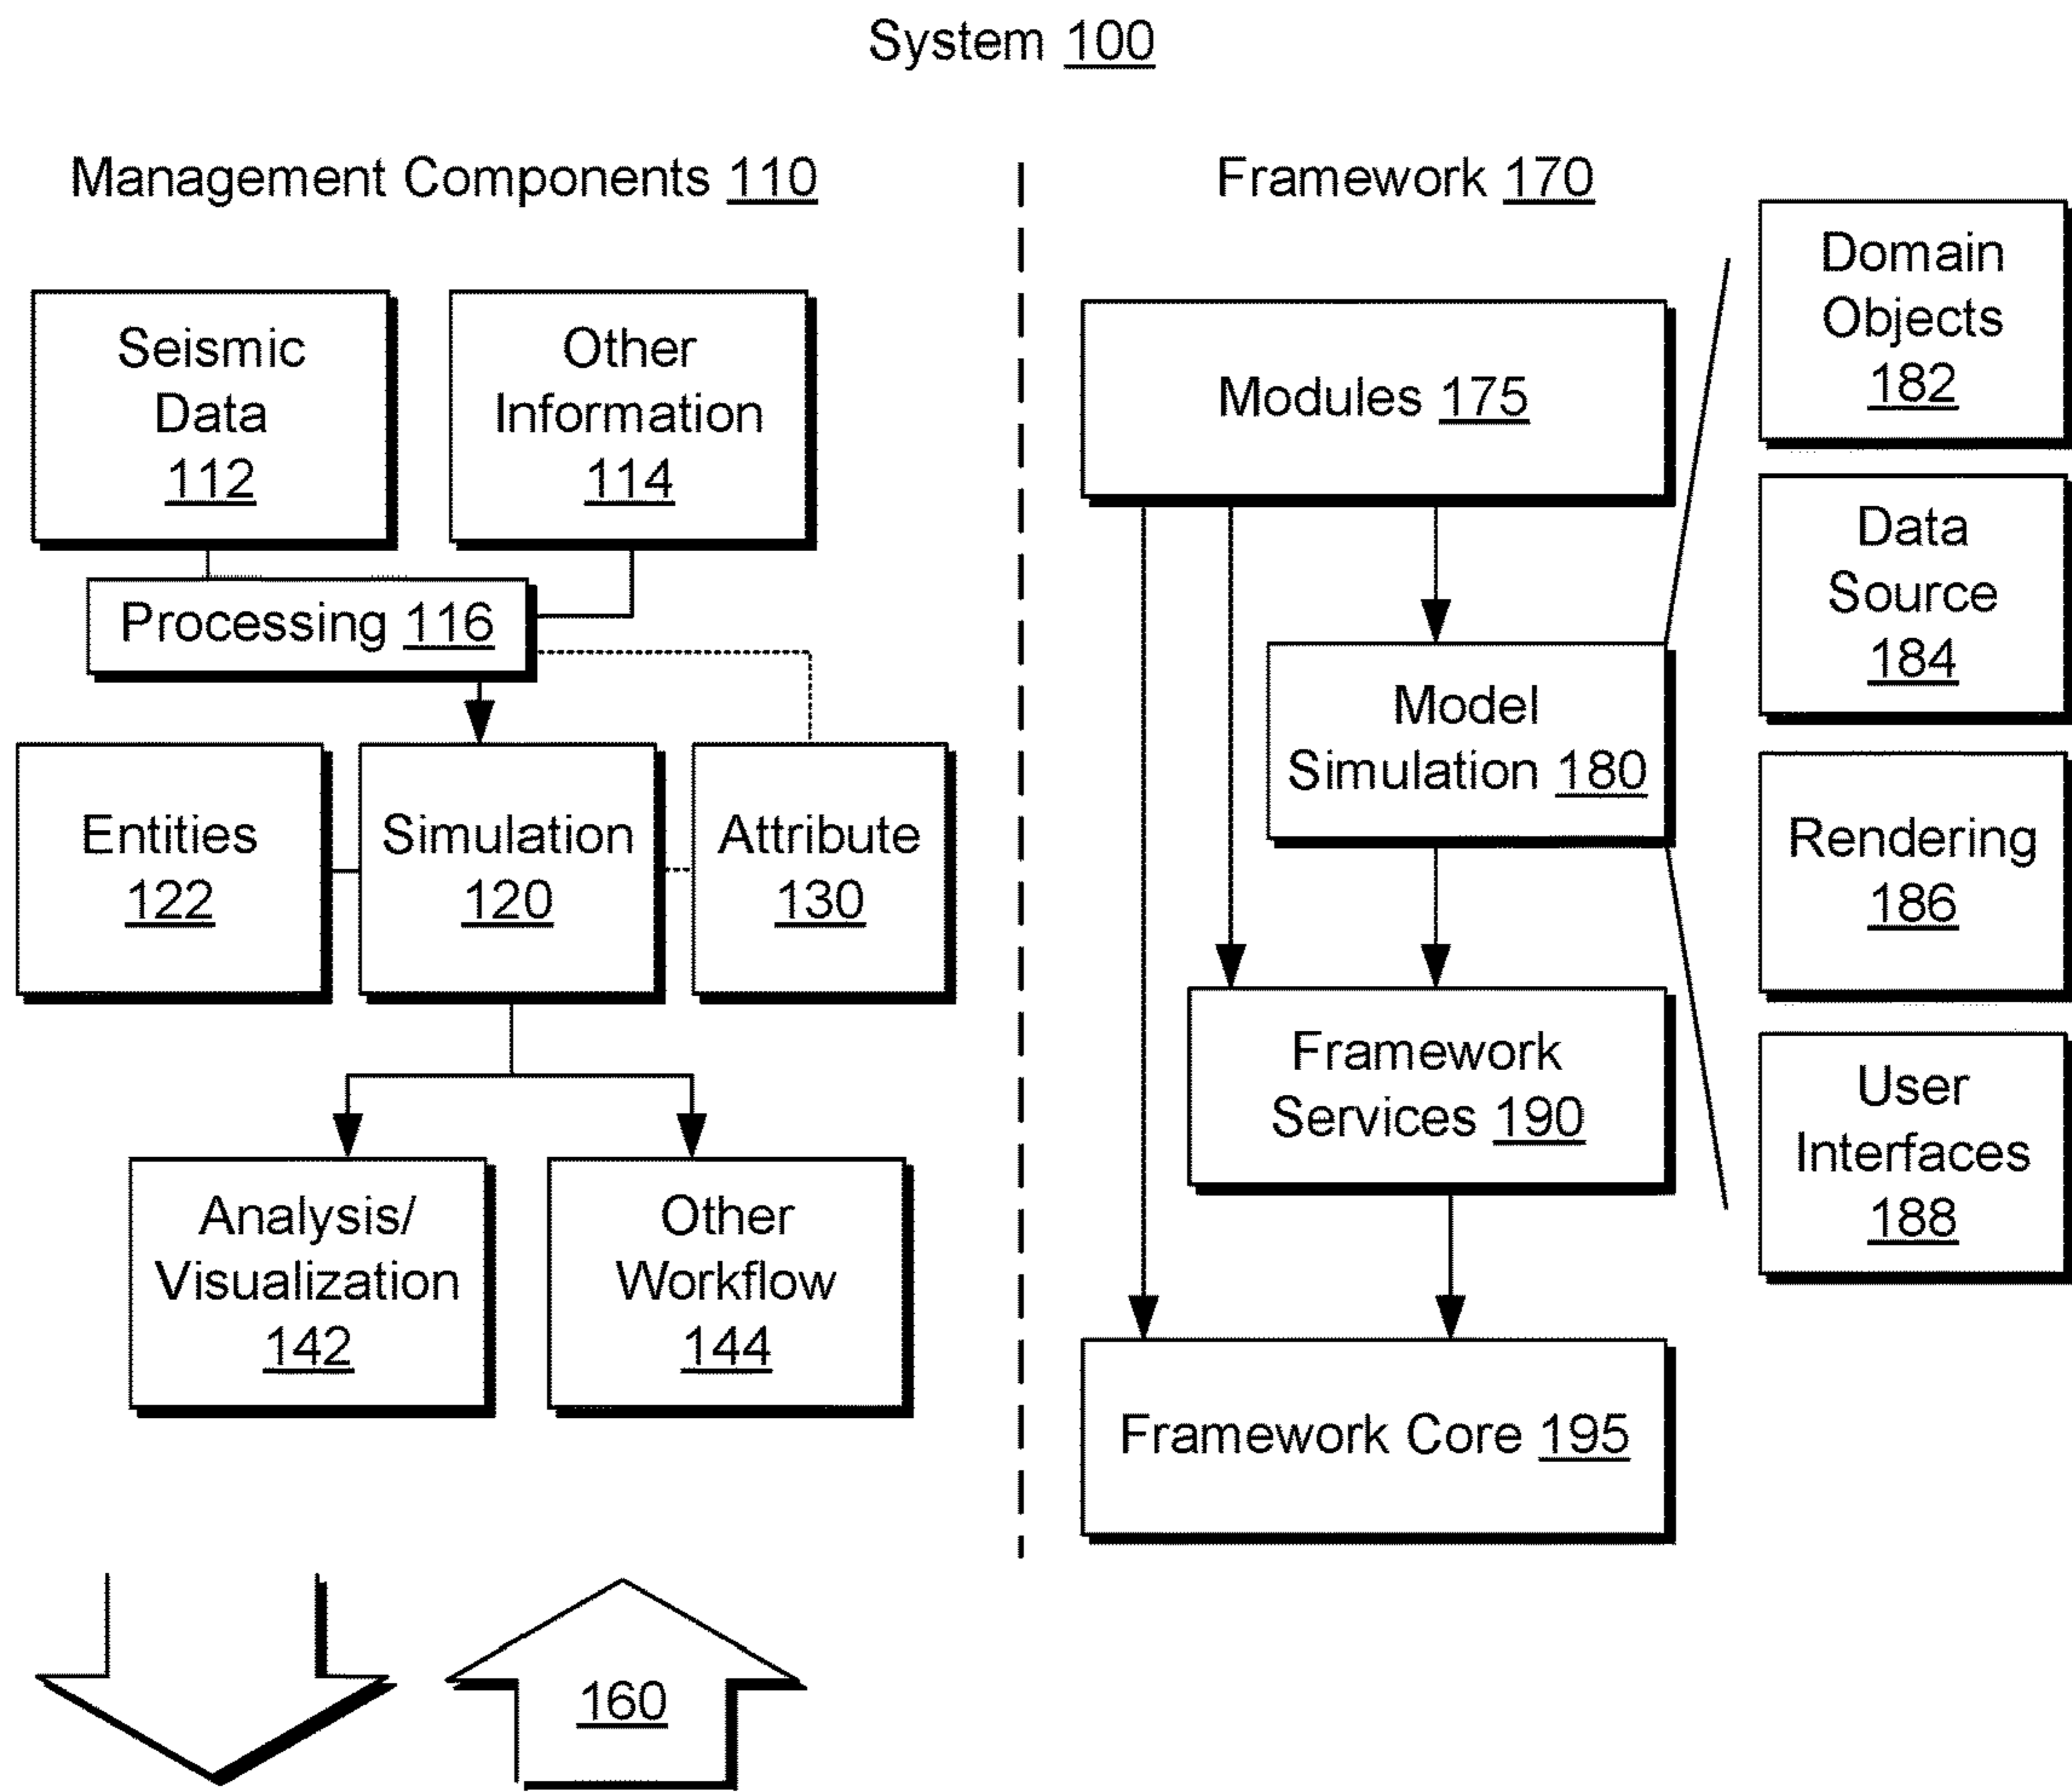 System 100
Management Components 110
Seismic
Data
112
Other
Information
114
Processing 116
Entities
122
Simulation
120
Attribute
130
Analysis/
Visualization
142
Other
Workflow
144
160
Framework 170
Modules 175
Model
Simulation 180
Framework
Services 190
Framework Core 195
Domain
Objects
182
Data
Source
184
Rendering
186
User
Interfaces
188